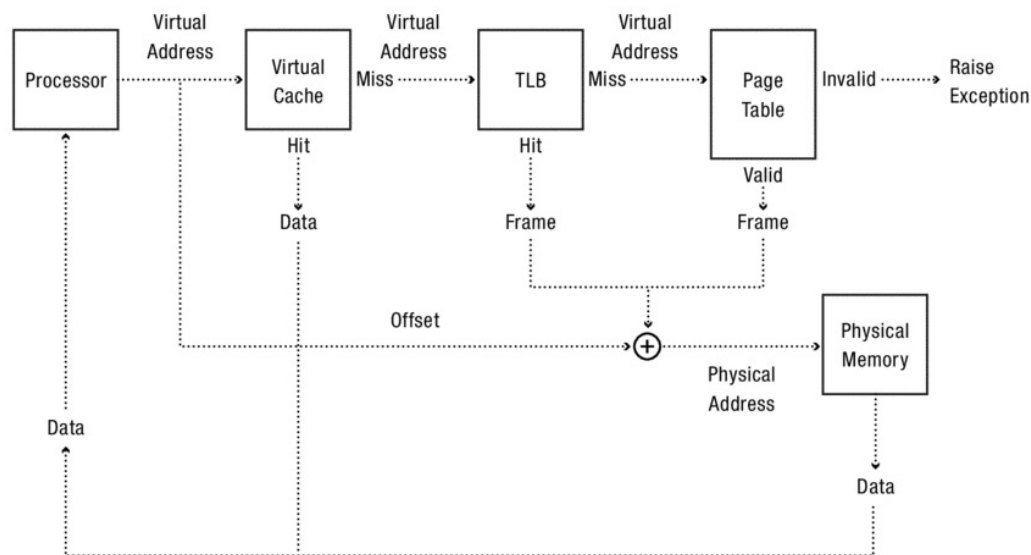 Virtual
Address
Virtual
Address
Virtual
Address
Processor
Virtual
Cache
Miss
TLB
Miss
Page
Table
Invalid
Raise
Exception
Hit
Hit
Valid
Data
Frame
Frame
Offset
Physical
Memory
Physical
Address
Data
Data